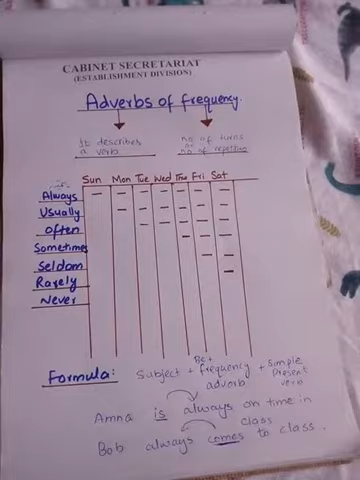 CABINET SECRETARIAT
(ESTABLISHMENT DIVISION)
Adverbs of frequency.
It describes a verb
no of turns or no of repetition
Sun Mon Tue Wed Thu Fri Sat
Always
Usually
often
Sometimes
Seldom
Rarely
Never
Formula: Subject + Be + frequency adverb + simple Present verb
Amna is always on time in class
Bob always comes to class.